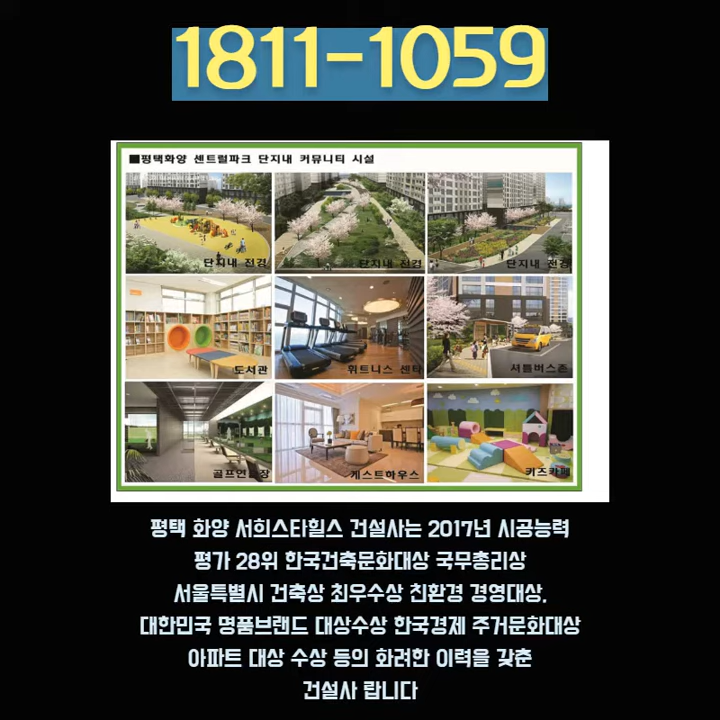 1811-1059
■평택화양 센트럴파크 단지내 커뮤니티 시설
단지내 전경
단지내 전경
단지내 전경
도서관
휘트니스 센타
셔틀버스존
골프연습장
게스트하우스
키즈카페
평택 화양 서희스타힐스 건설사는 2017년 시공능력
평가 28위 한국건축문화대상 국무총리상
서울특별시 건축상 최우수상 친환경 경영대상,
대한민국 명품브랜드 대상수상 한국경제 주거문화대상
아파트 대상 수상 등의 화려한 이력을 갖춘
건설사 랍니다